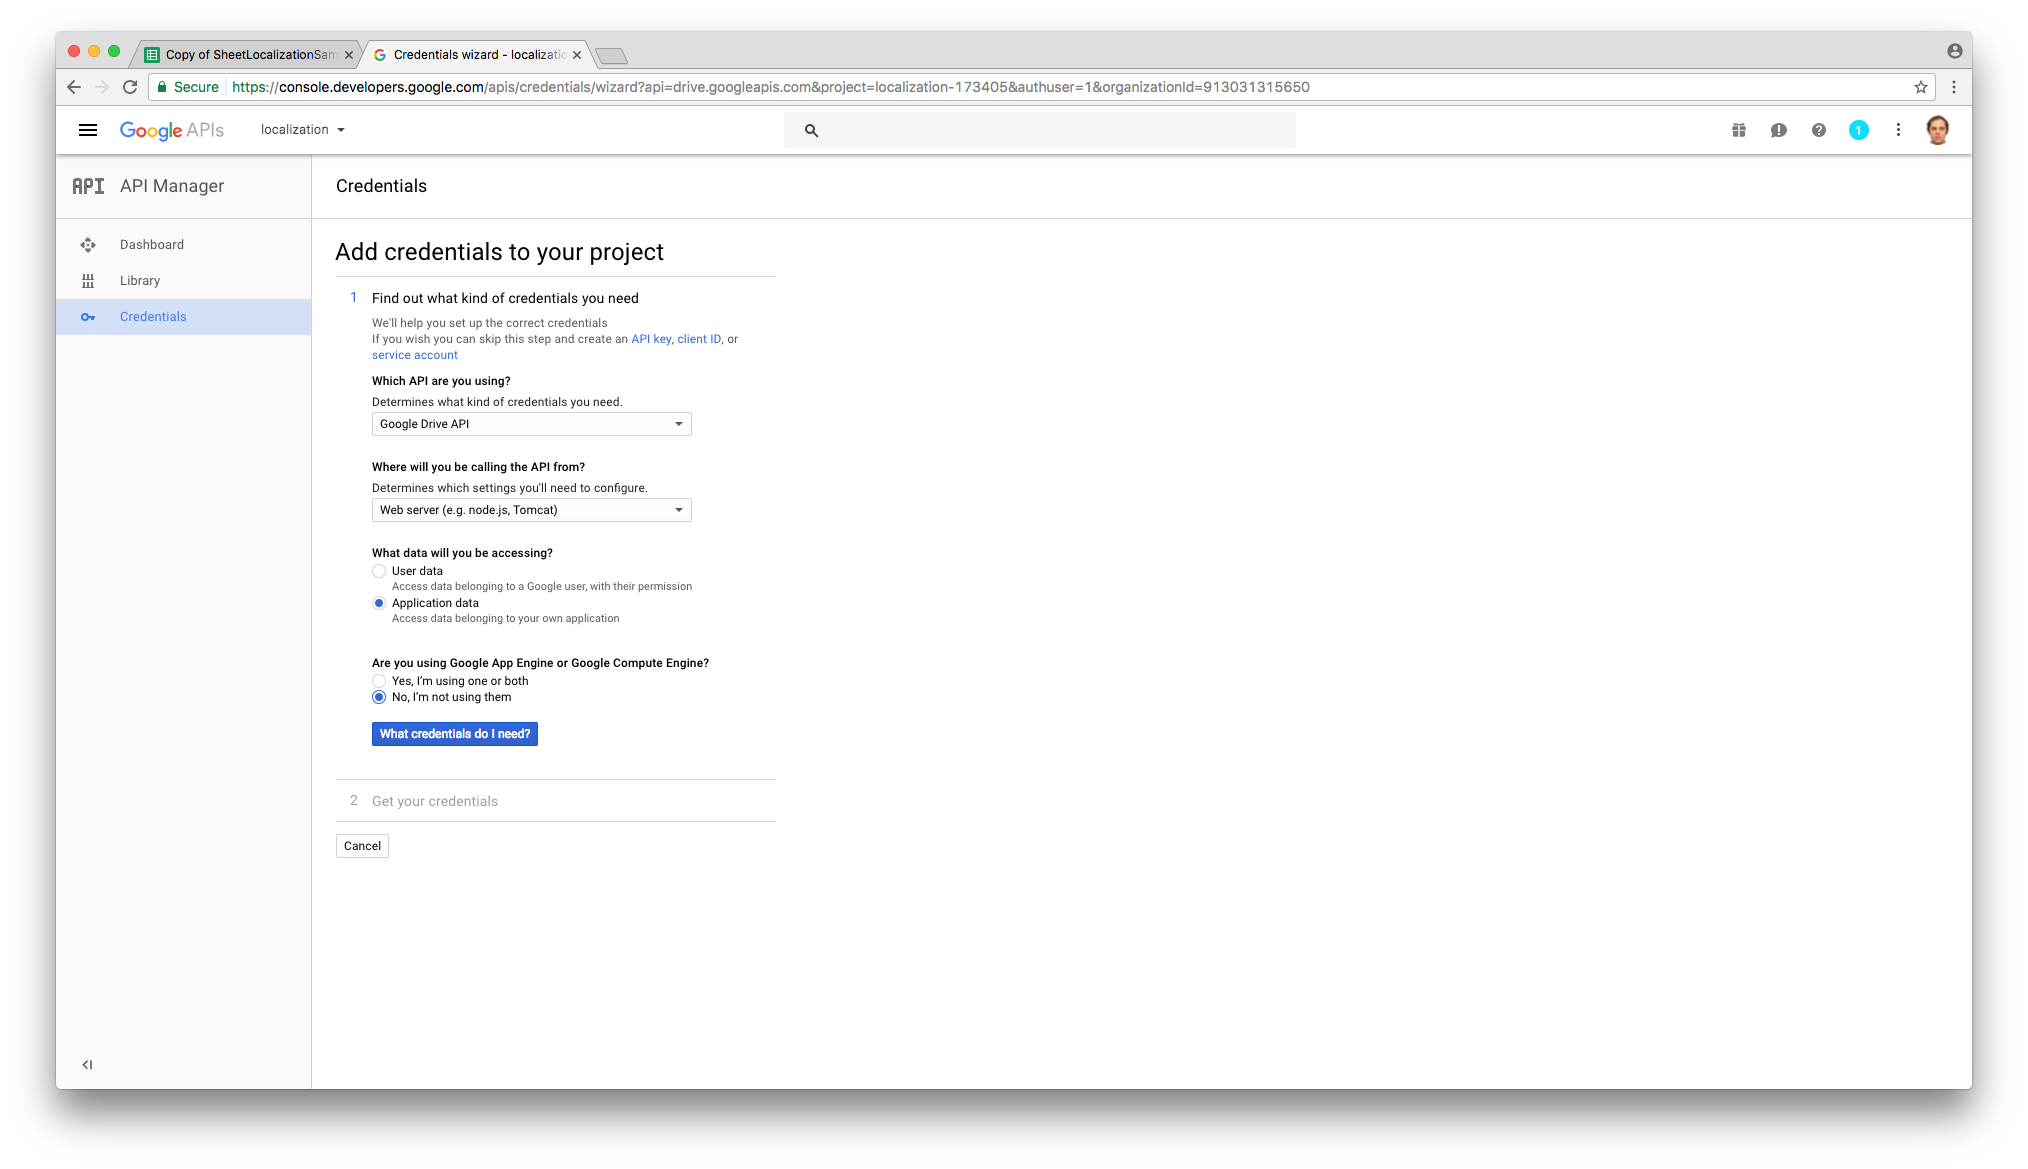 Copy of SheetLocalizationSam
Credentials wizard - localizatio
Secure
https://console.developers.google.com/apis/credentials/wizard?api=drive.googleapis.com&project=localization-173405&authuser=1&organizationId=913031315650
Google APIs
localization
1
API
API Manager
Credentials
Dashboard
Library
Credentials
Add credentials to your project
1 Find out what kind of credentials you need
We'll help you set up the correct credentials
If you wish you can skip this step and create an API key, client ID, or
service account
Which API are you using?
Determines what kind of credentials you need.
Google Drive API
Where will you be calling the API from?
Determines which settings you'll need to configure.
Web server (e.g. node.js, Tomcat)
What data will you be accessing?
User data
Access data belonging to a Google user, with their permission
Application data
Access data belonging to your own application
Are you using Google App Engine or Google Compute Engine?
Yes, I'm using one or both
No, I'm not using them
What credentials do I need?
2 Get your credentials
Cancel